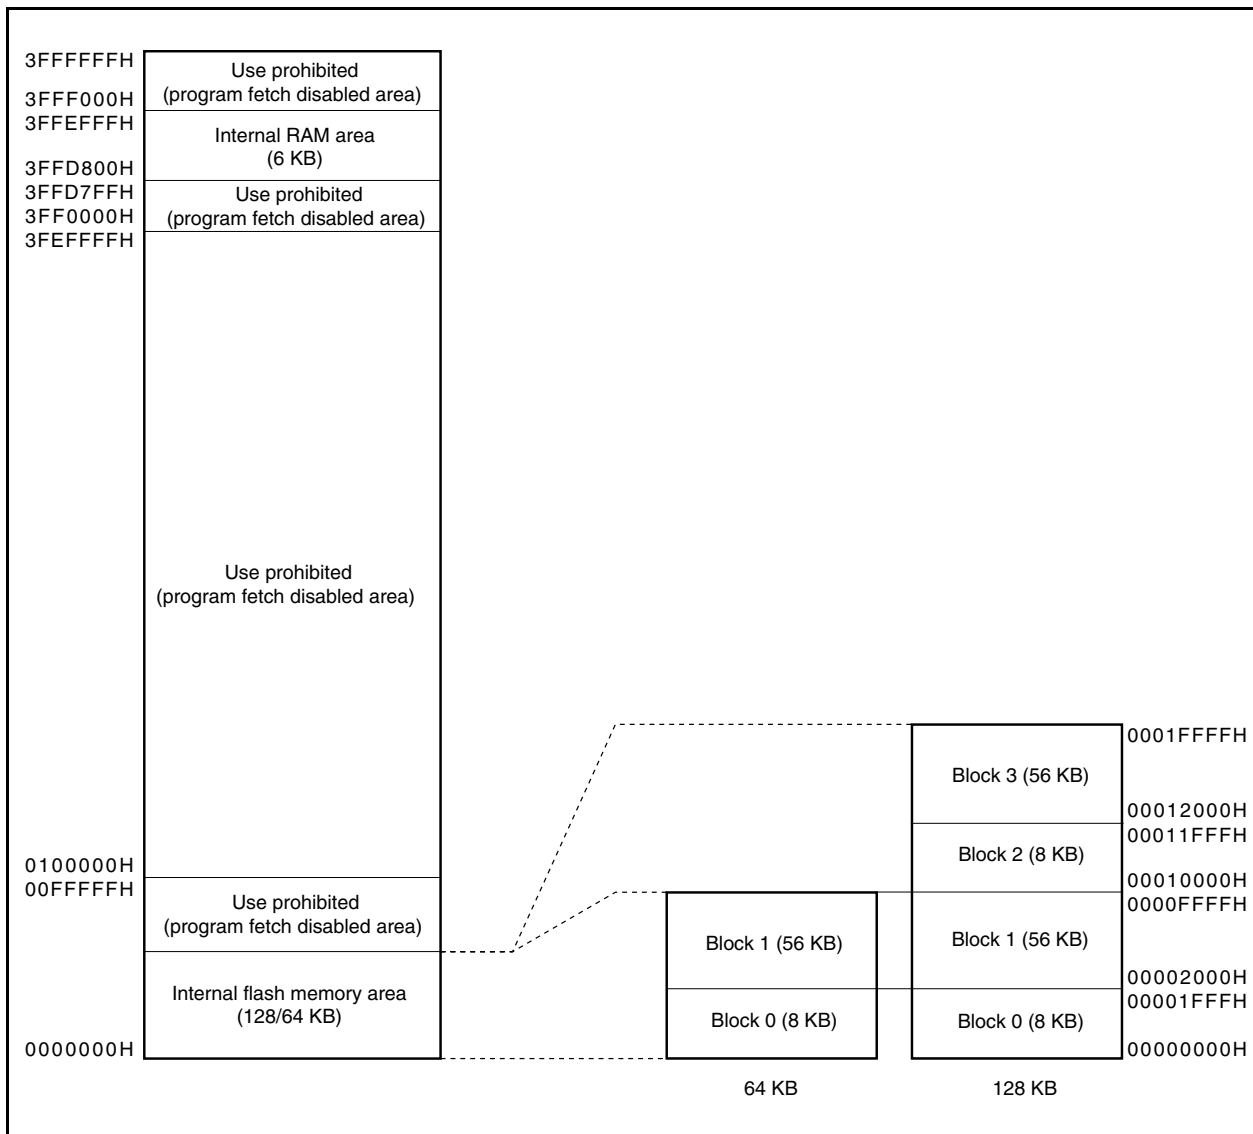 3FFFFFFH
Use prohibited
(program fetch disabled area)
3FFF000H
3FFEFFFH
Internal RAM area
(6 KB)
3FFD800H
3FFD7FFH
Use prohibited
(program fetch disabled area)
3FF0000H
3FEFFFFH
Use prohibited
(program fetch disabled area)
0100000H
00FFFFFH
Use prohibited
(program fetch disabled area)
Internal flash memory area
(128/64 KB)
0000000H
Block 1 (56 KB)
Block 0 (8 KB)
64 KB
0001FFFFH
Block 3 (56 KB)
00012000H
00011FFFH
Block 2 (8 KB)
00010000H
0000FFFFH
Block 1 (56 KB)
00002000H
00001FFFH
Block 0 (8 KB)
00000000H
128 KB